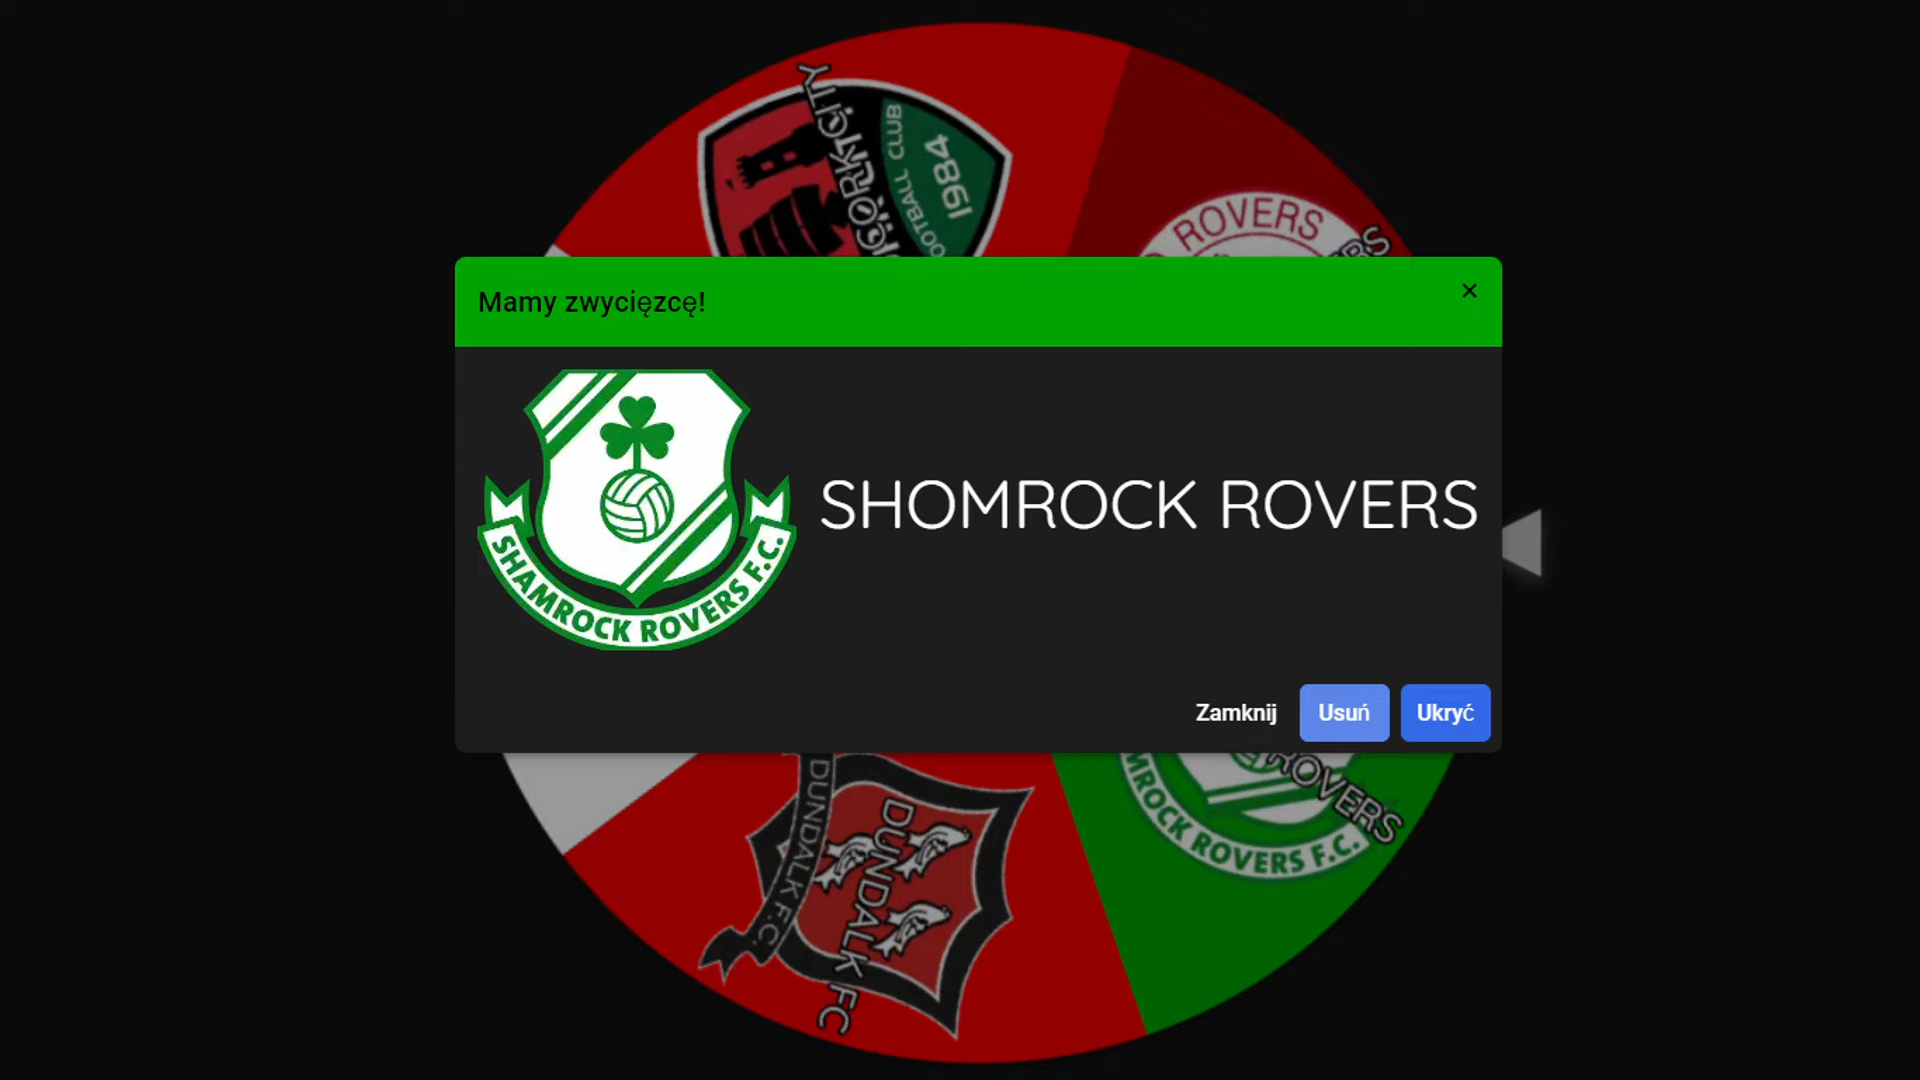 CORK CITY
FOOTBALL CLUB
1984
ROVERS
Mamy zwycięzcę!
×
SHAMROCK ROVERS F.C.
SHOMROCK ROVERS
Zamknij
Usuń
Ukryć
ROVERS
ROVERS F.C.
DUNDALK F.C.
DUNDALK FC